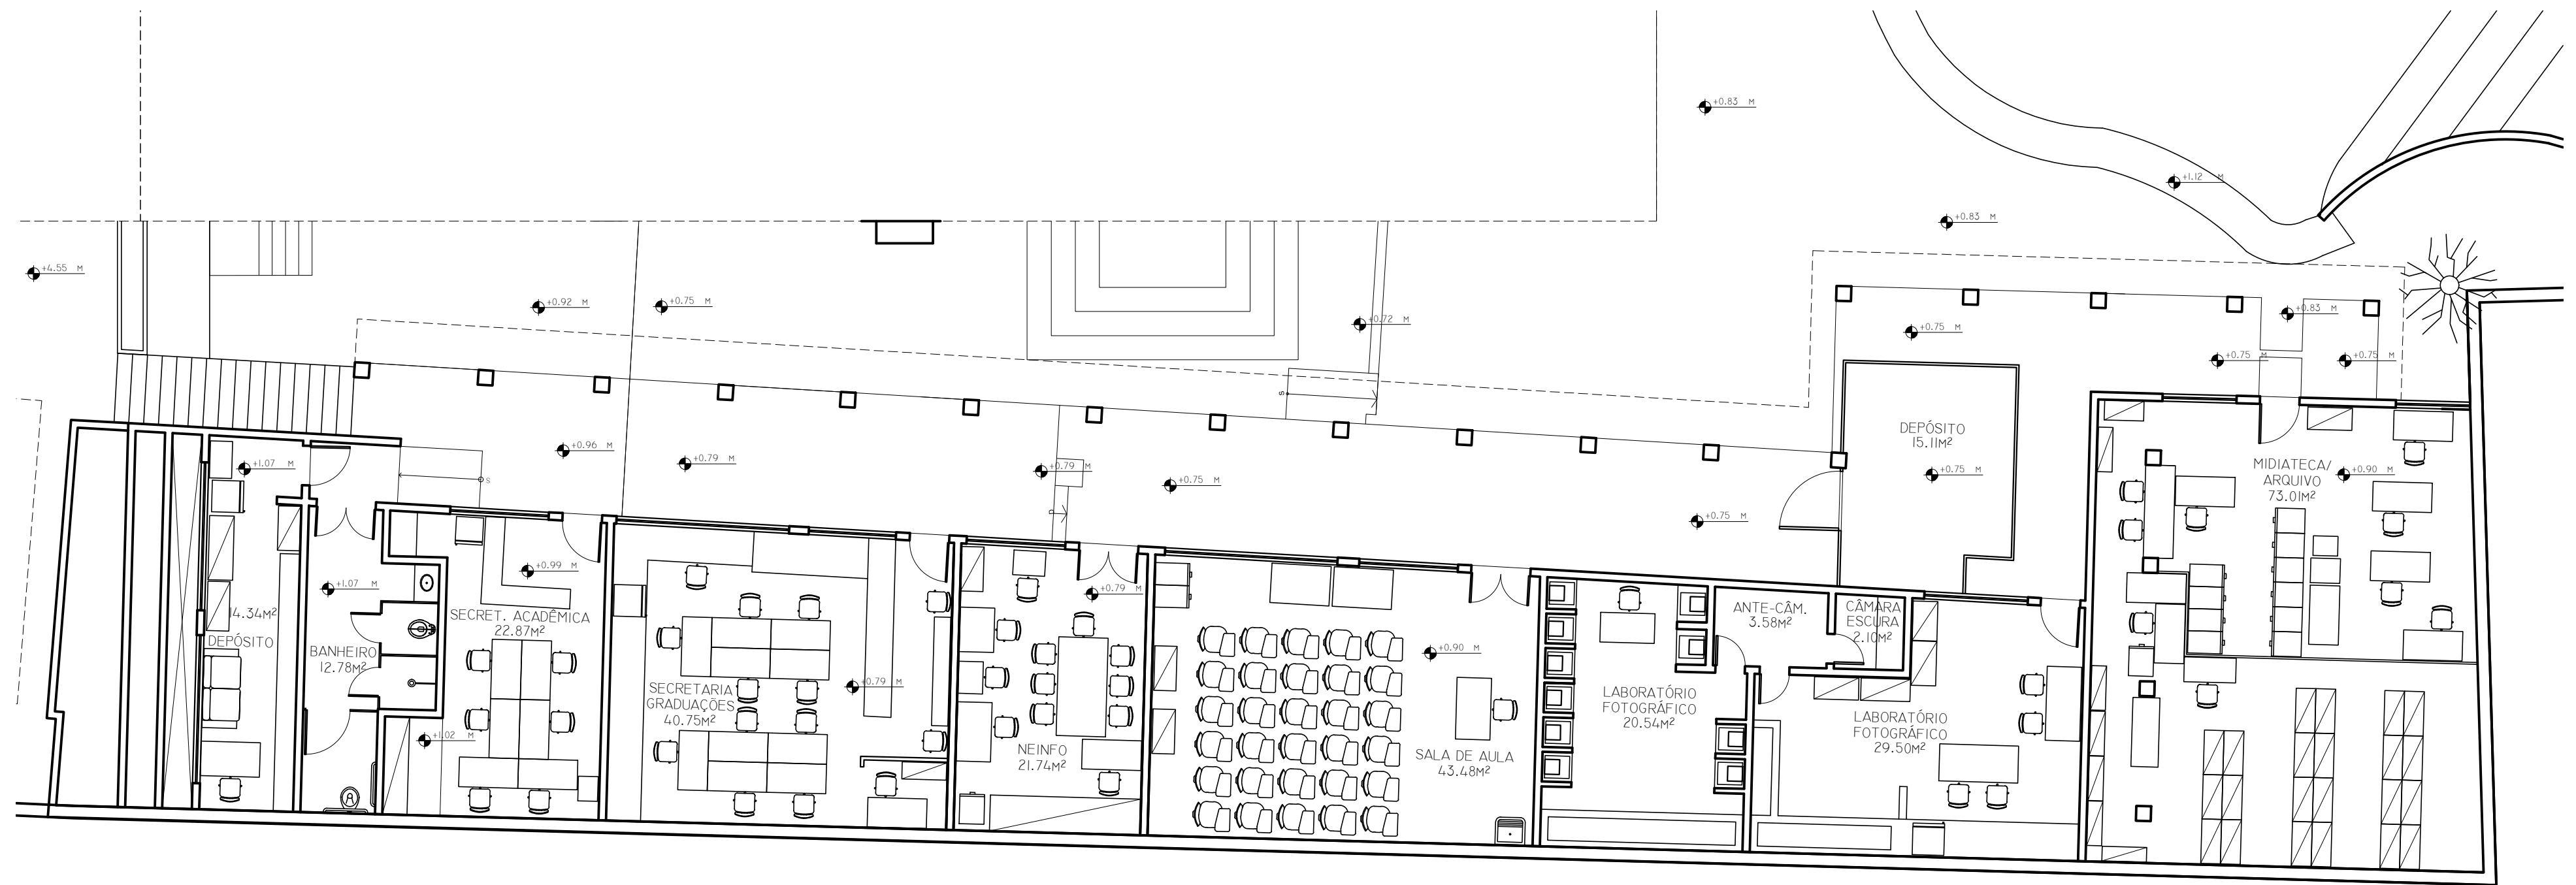 +0.83 M
+1.12 M
+0.83 M
+4.55 M
+0.92 M
+0.75 M
+0.72 M
+0.75 M
+0.83 M
+0.75 M
+0.75 M
S
+0.96 M
+0.79 M
+0.79 M
+0.75 M
+0.75 M
DEPÓSITO
15.11M²
+0.75 M
MIDIATECA/
ARQUIVO
73.01M²
+0.90 M
+1.07 M
S
14.34M²
DEPÓSITO
+1.07 M
BANHEIRO
12.78M²
+0.99 M
SECRET. ACADÊMICA
22.87M²
+1.02 M
SECRETARIA
GRADUAÇÕES
40.75M²
+0.79 M
+0.79 M
NEINFO
21.74M²
+0.90 M
SALA DE AULA
43.48M²
LABORATÓRIO
FOTOGRÁFICO
20.54M²
ANTE-CÂM.
3.58M²
CÂMARA
ESCURA
2.10M²
LABORATÓRIO
FOTOGRÁFICO
29.50M²